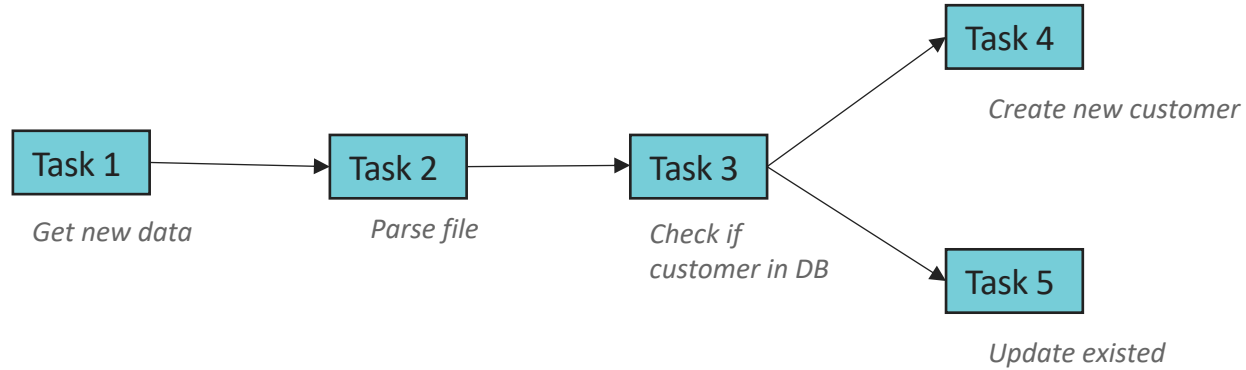 Task 1
Get new data
Task 2
Parse file
Task 3
Check if
customer in DB
Task 4
Create new customer
Task 5
Update existed